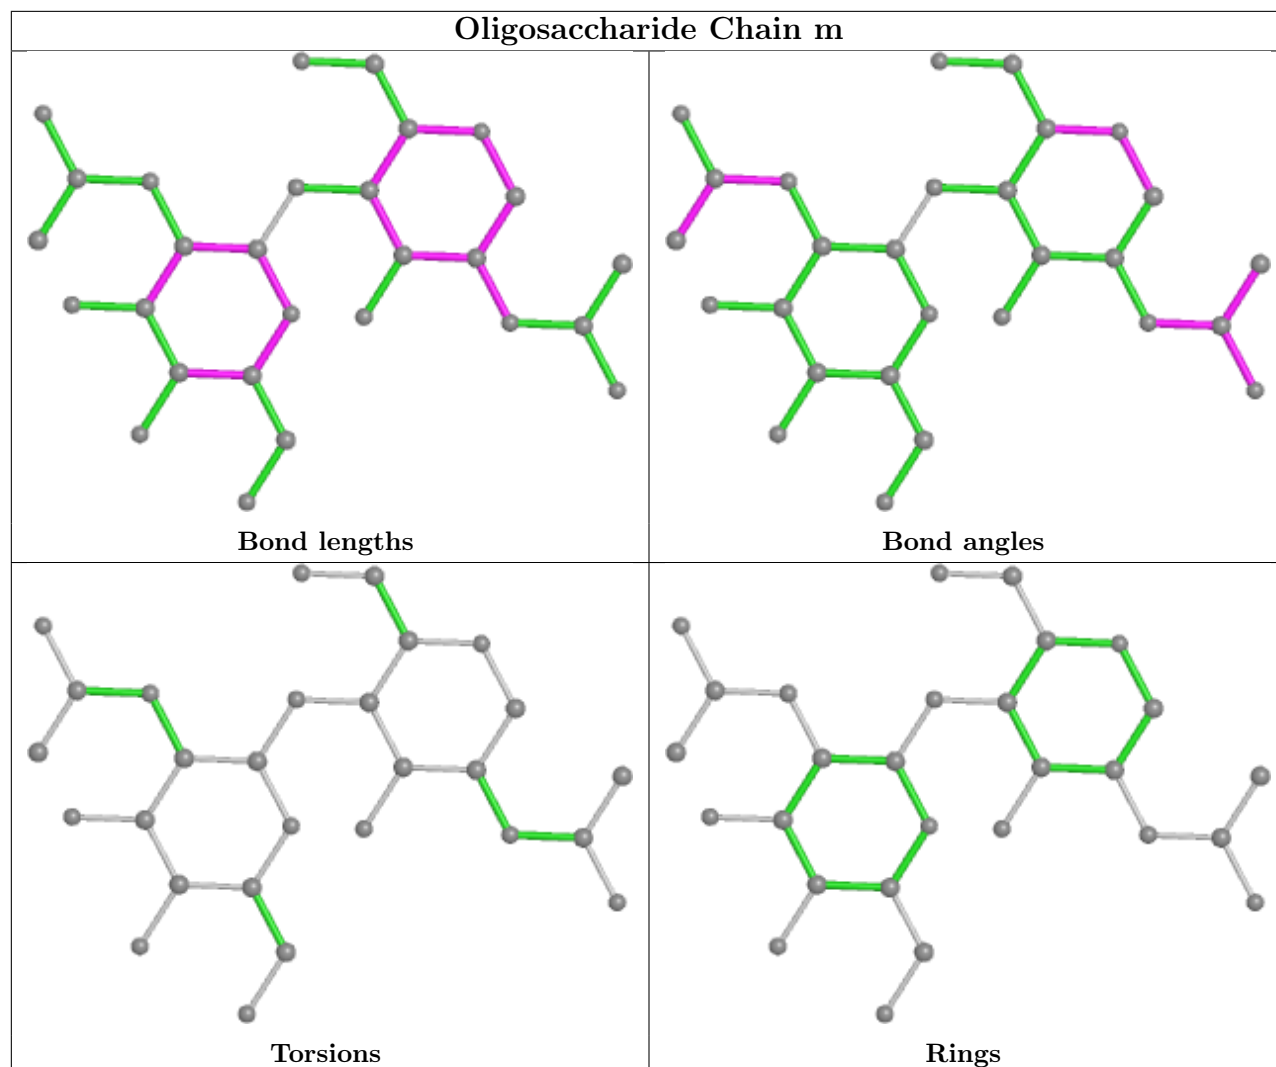 Oligosaccharide Chain m
Bond lengths
Bond angles
Torsions
Rings